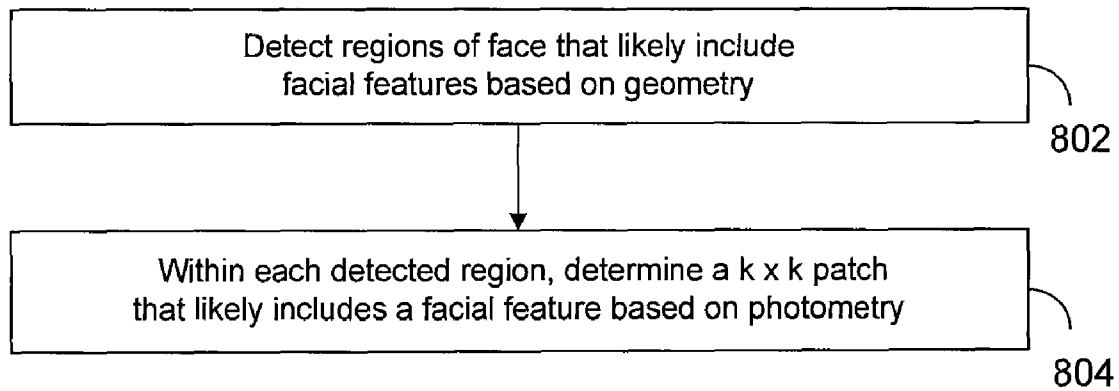 Detect regions of face that likely include
facial features based on geometry
802
Within each detected region, determine a k x k patch
that likely includes a facial feature based on photometry
804